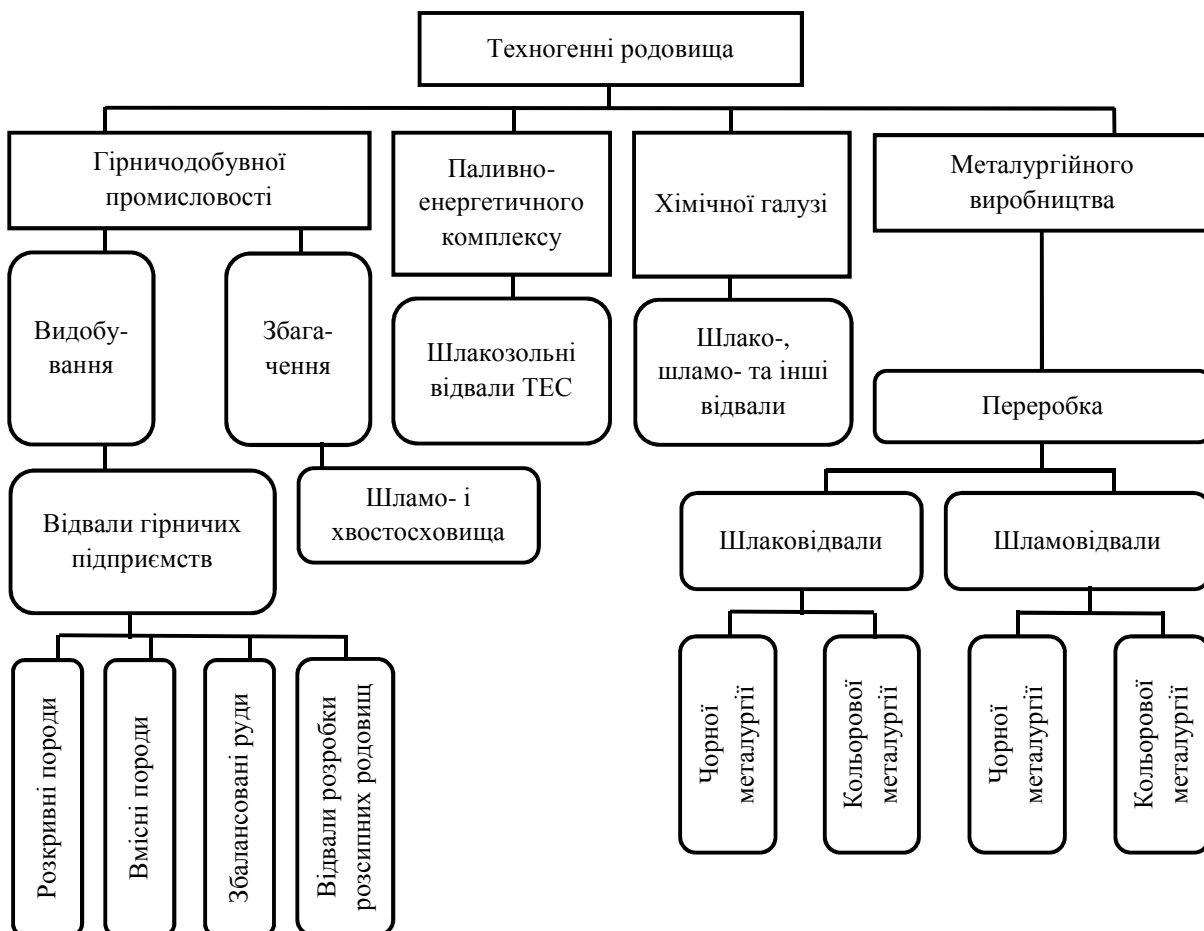 Техногенні родовища
Гірничодобувної
промисловості
Паливно-
енергетичного
комплексу
Хімічної галузі
Металургійного
виробництва
Видобу-
вання
Збага-
чення
Шлакозольні
відвали ТЕС
Шлако-,
шламо- та інші
відвали
Переробка
Відвали гірничих
підприємств
Шламо- і
хвостосховища
Шлаковідвали
Шламовідвали
Розкривні породи
Вмісні породи
Збалансовані руди
Відвали розробки
розсипних родовищ
Чорної
металургії
Кольорової
металургії
Чорної
металургії
Кольорової
металургії